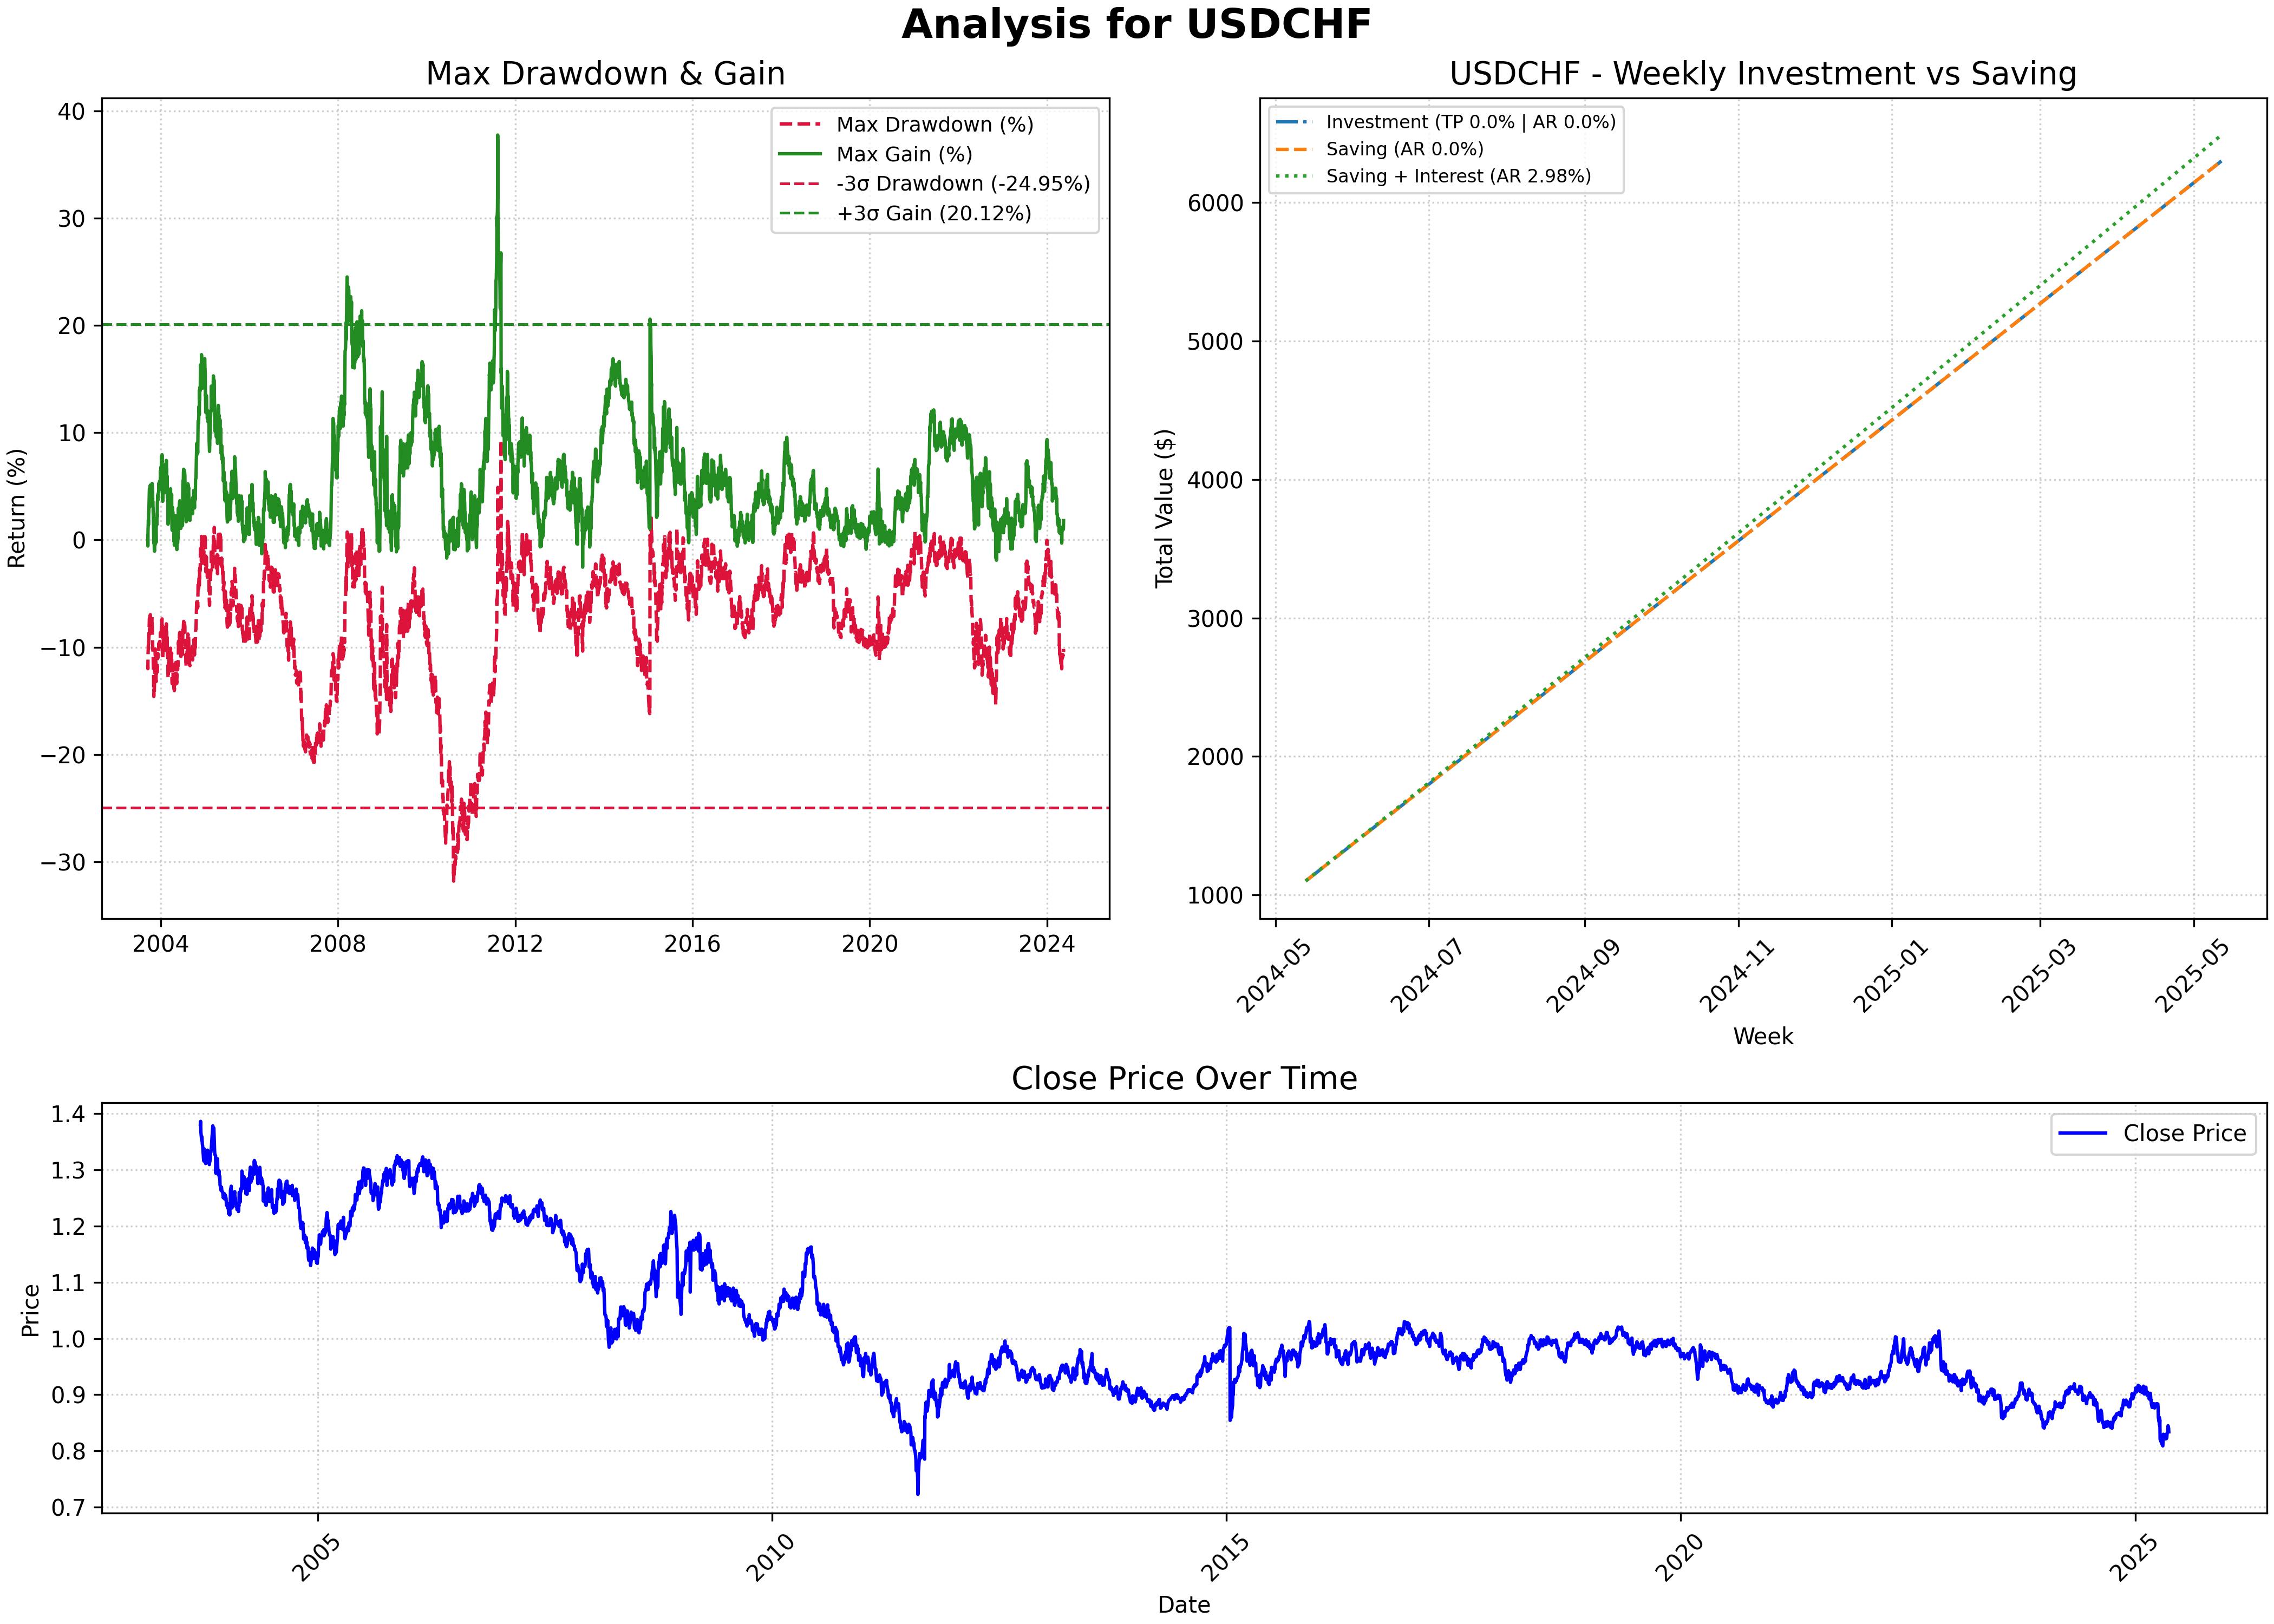 Analysis for USDCHF
Max Drawdown & Gain
Return (%)
40
30
20
10
0
−10
−20
−30
2004
2008
2012
2016
2020
2024
Max Drawdown (%)
Max Gain (%)
-3σ Drawdown (-24.95%)
+3σ Gain (20.12%)
USDCHF - Weekly Investment vs Saving
Total Value ($)
6000
5000
4000
3000
2000
1000
2024-05
2024-07
2024-09
2024-11
2025-01
2025-03
2025-05
Week
Investment (TP 0.0% | AR 0.0%)
Saving (AR 0.0%)
Saving + Interest (AR 2.98%)
Close Price Over Time
Price
1.4
1.3
1.2
1.1
1.0
0.9
0.8
0.7
2005
2010
2015
2020
2025
Date
Close Price